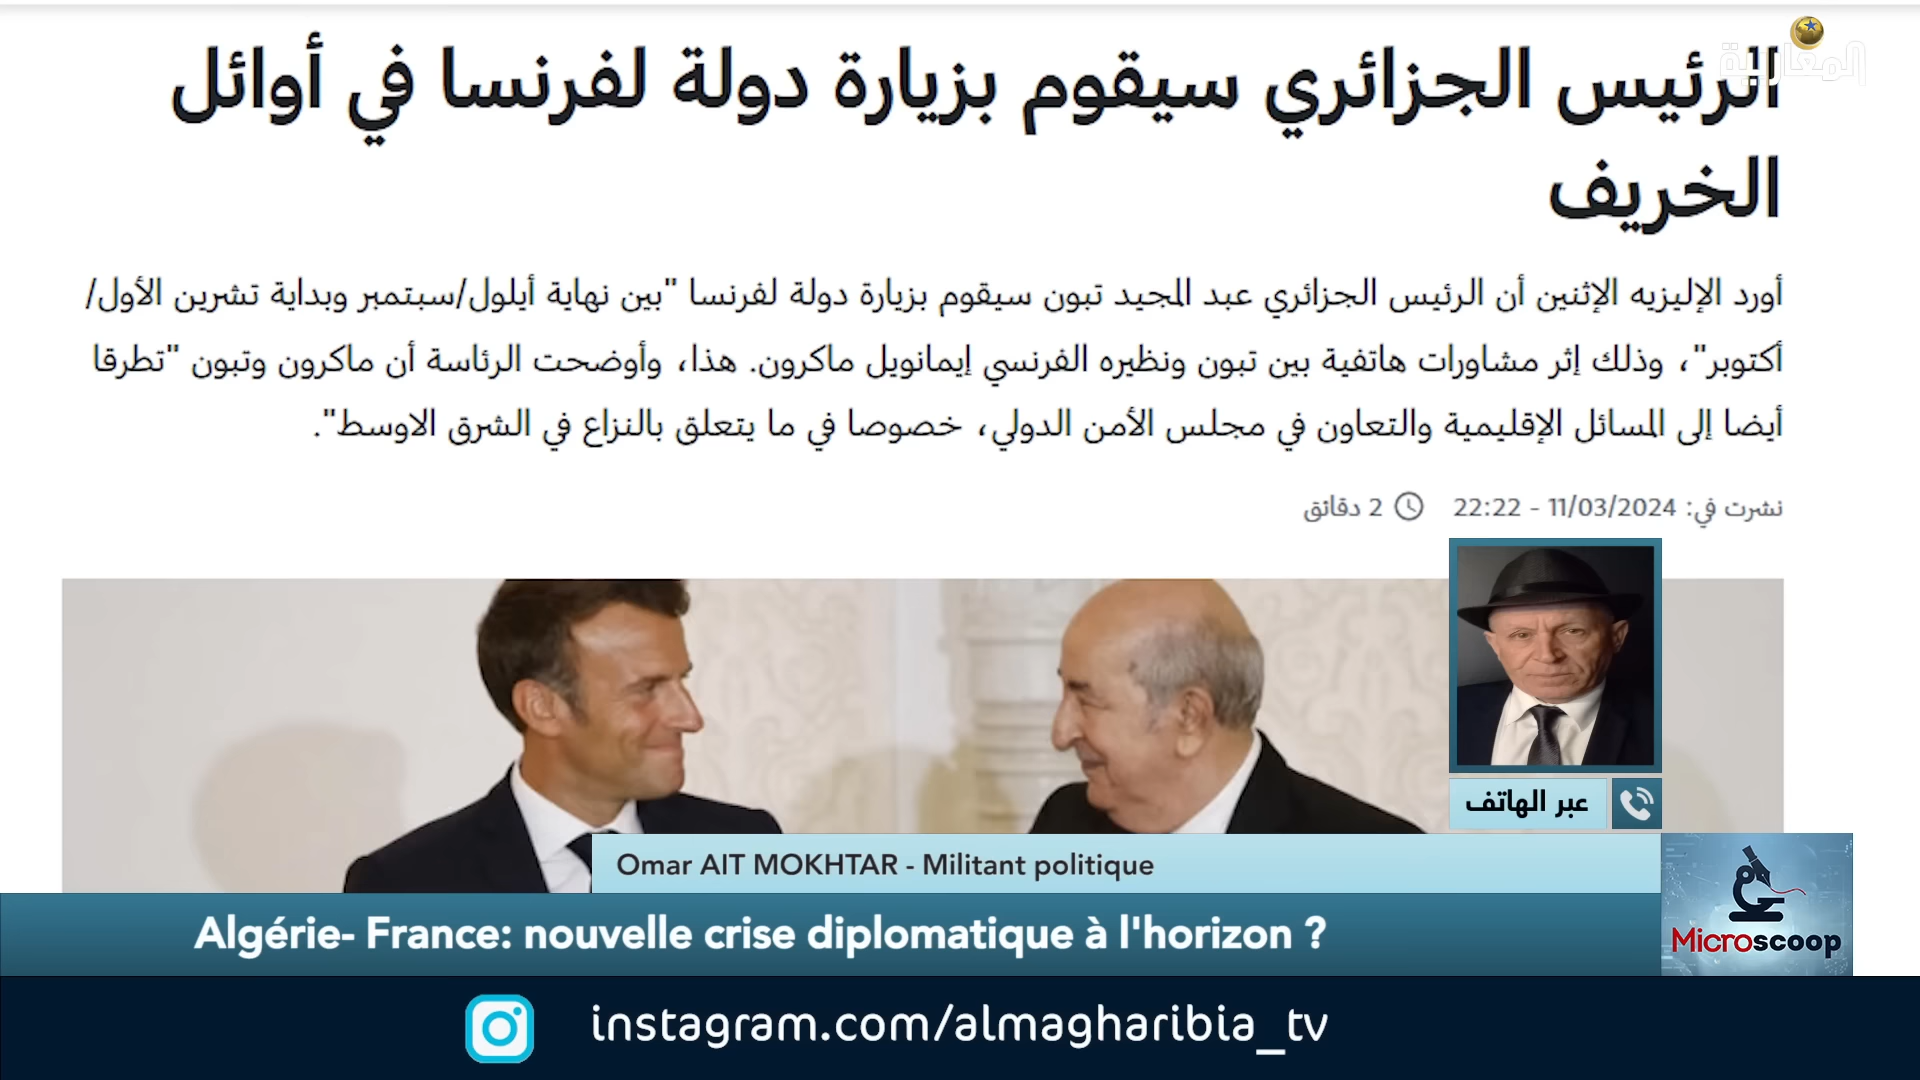 المغاربية
الرئيس الجزائري سيقوم بزيارة دولة لفرنسا في أوائل
الخريف
أورد الإليزيه الإثنين أن الرئيس الجزائري عبد المجيد تبون سيقوم بزيارة دولة لفرنسا "بين نهاية أيلول/سبتمبر وبداية تشرين الأول/
أكتوبر"، وذلك إثر مشاورات هاتفية بين تبون ونظيره الفرنسي إيمانويل ماكرون. هذا، وأوضحت الرئاسة أن ماكرون وتبون "تطرقا
أيضا إلى المسائل الإقليمية والتعاون في مجلس الأمن الدولي، خصوصا في ما يتعلق بالنزاع في الشرق الاوسط".
نشرت في: 11/03/2024 - 22:22 2 دقائق
عبر الهاتف
Omar AIT MOKHTAR - Militant politique
Algérie- France: nouvelle crise diplomatique à l'horizon ?
Microscoop
instagram.com/almagharibia_tv